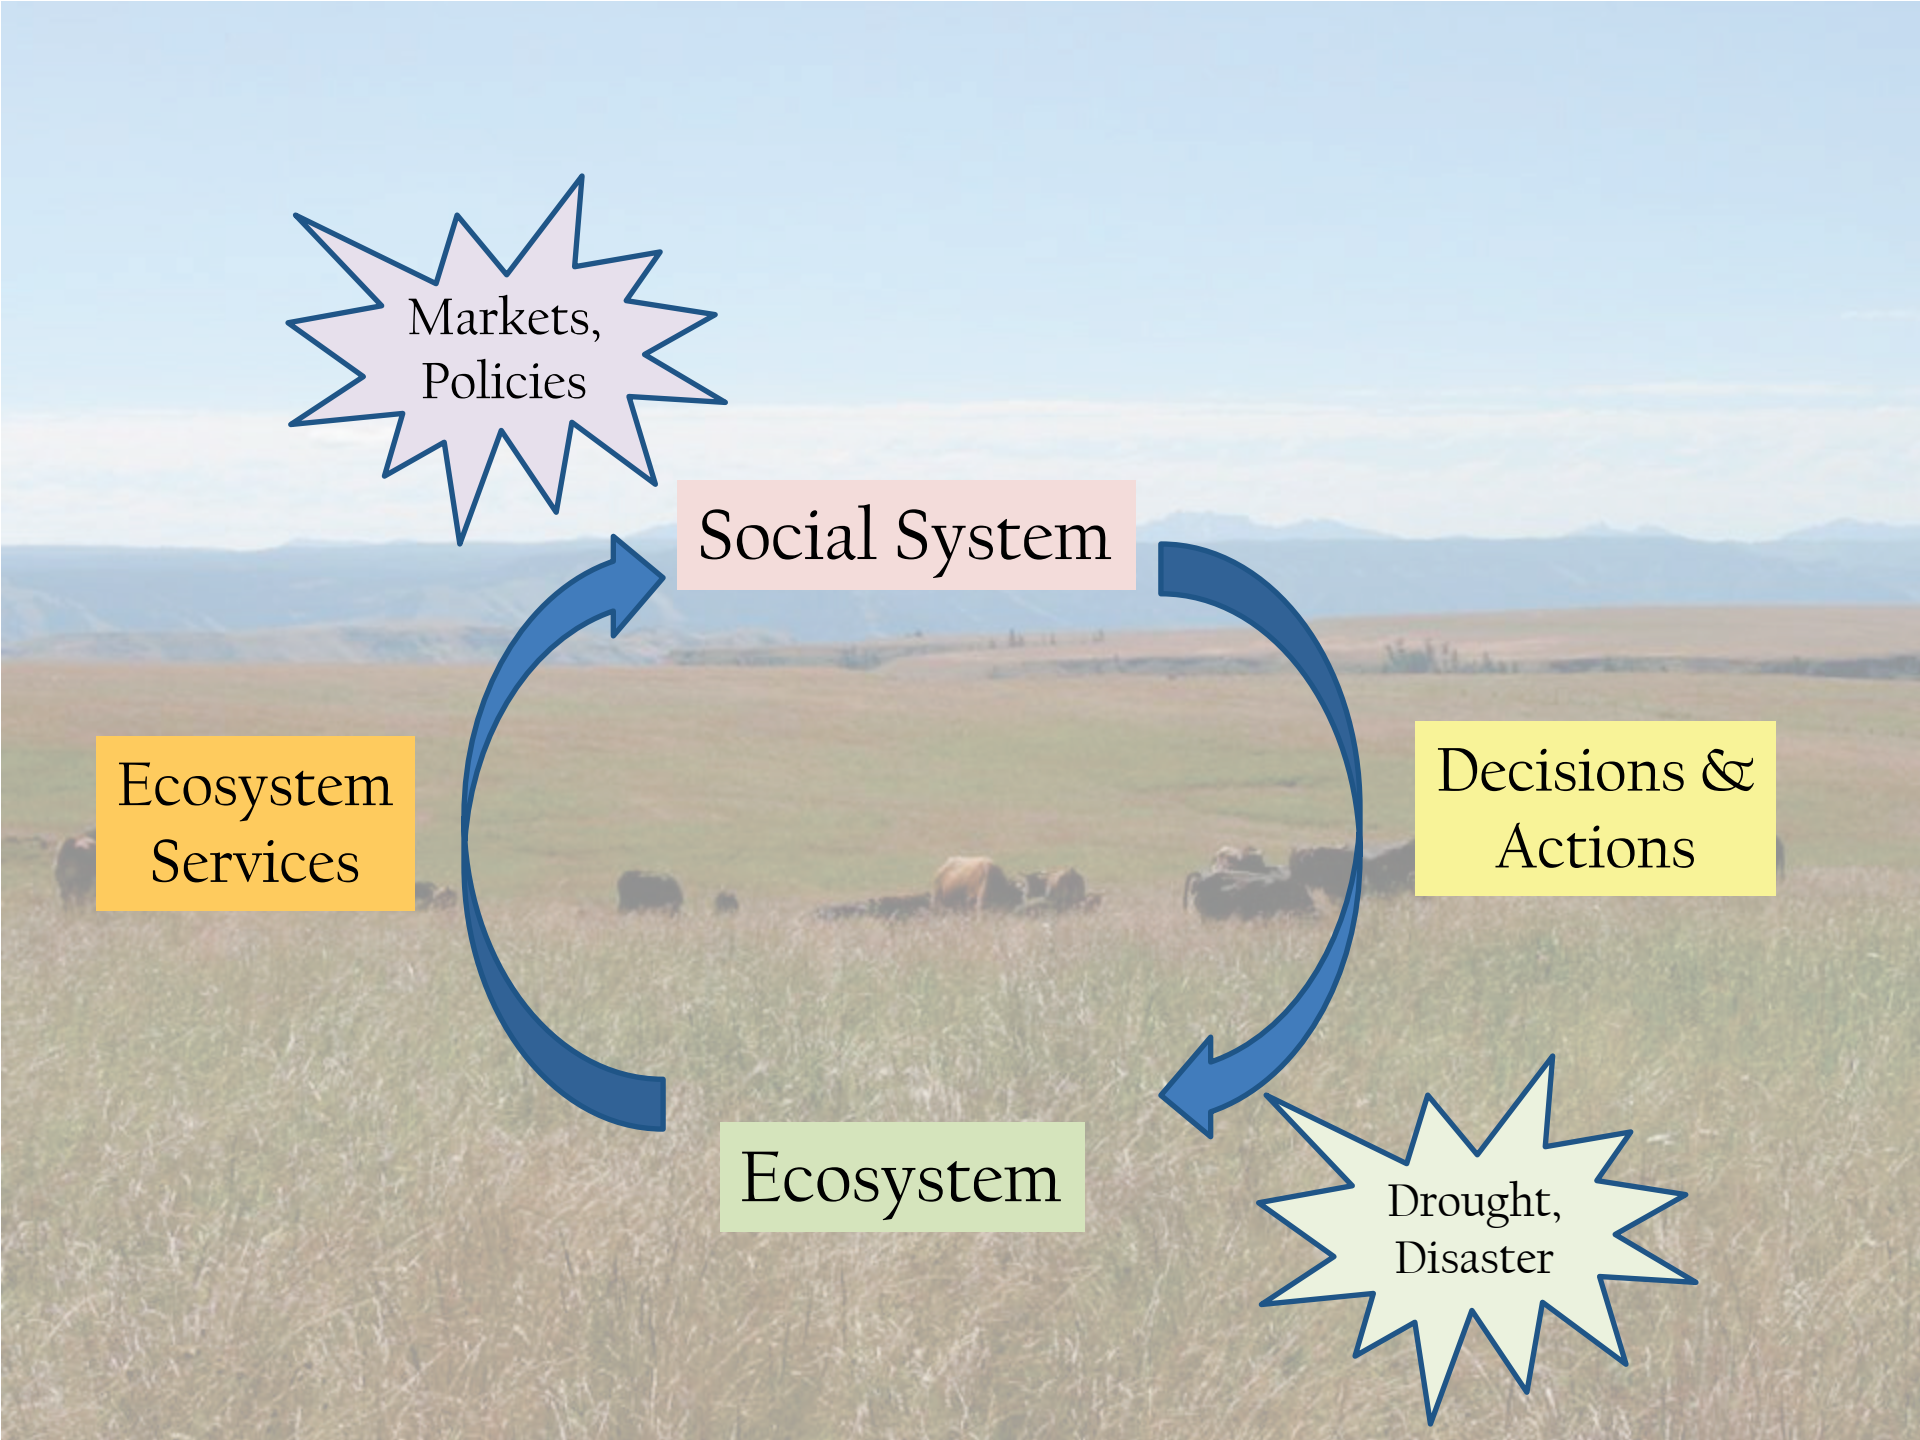 Markets,
Policies
Social System
Ecosystem
Services
Decisions &
Actions
Ecosystem
Drought,
Disaster